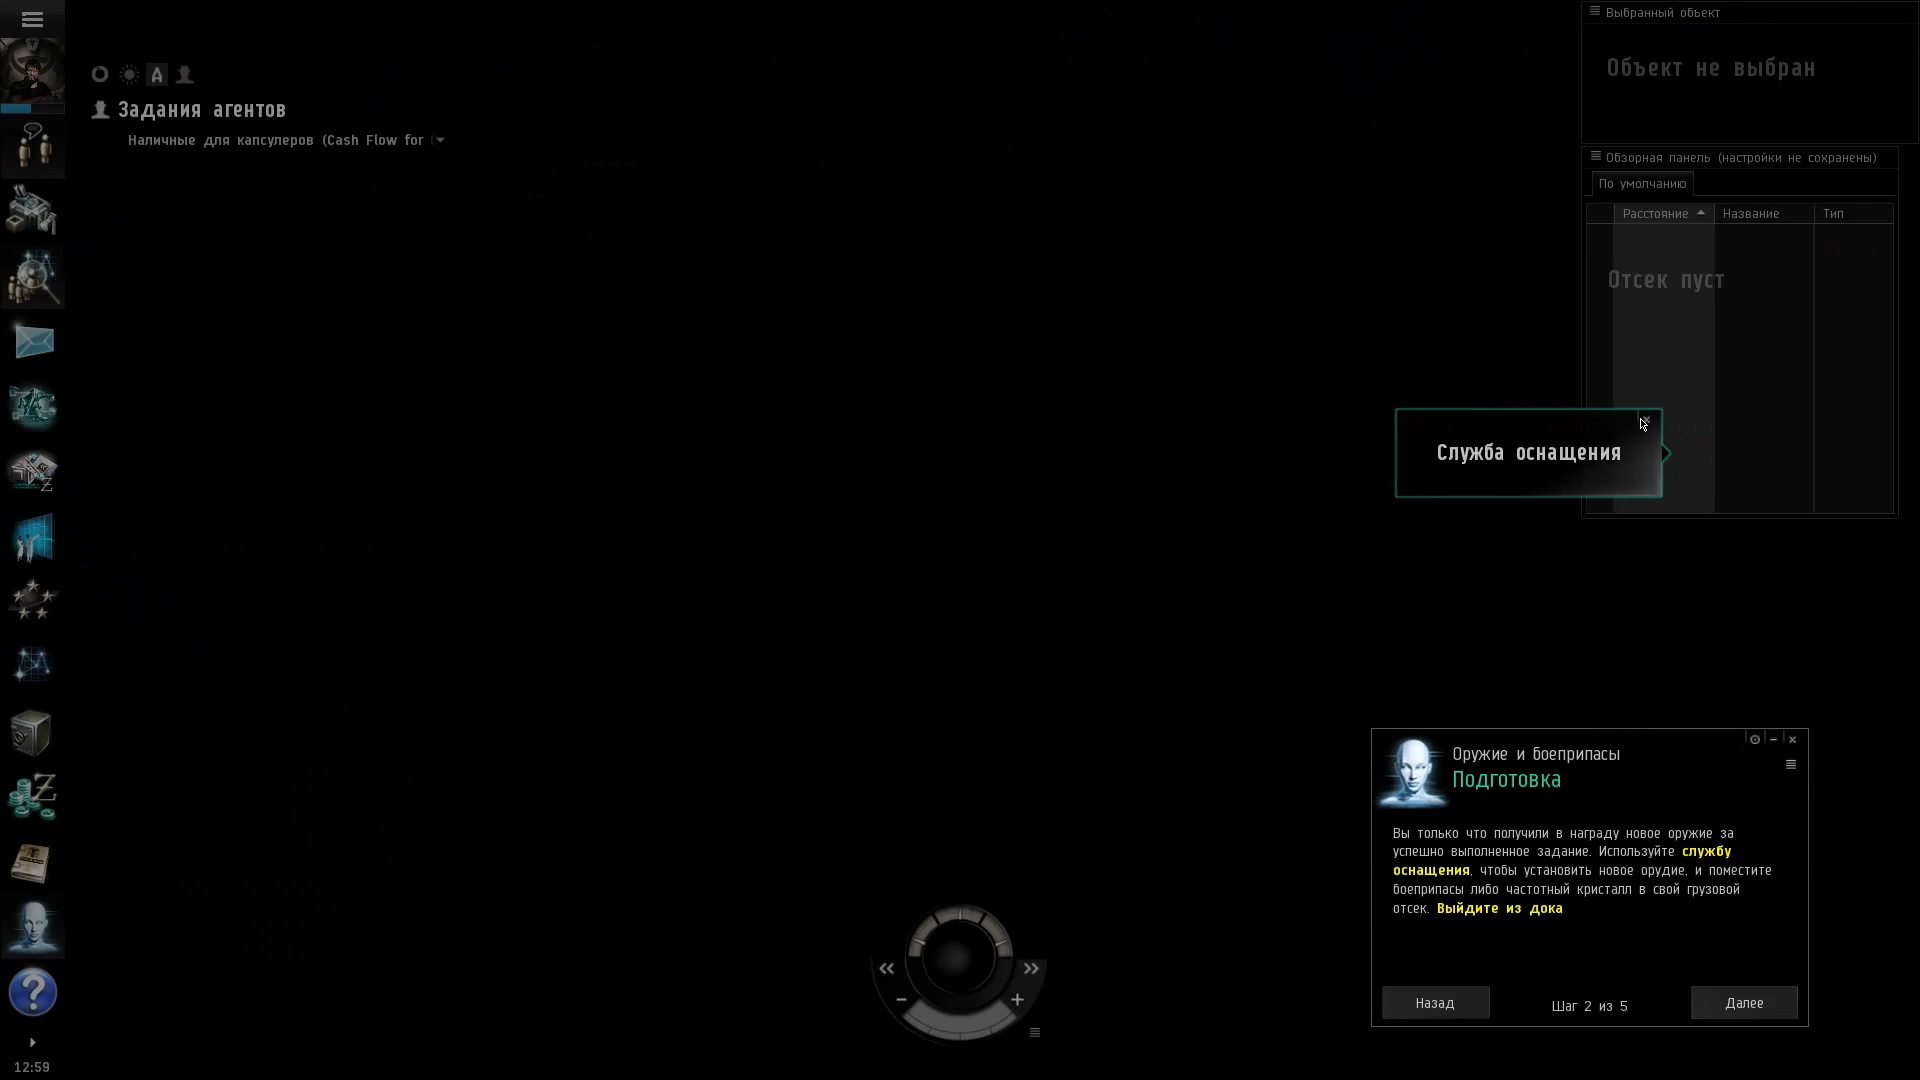 Выбранный объект
Объект не выбран
Задания агентов
Наличные для капсулеров (Cash Flow for
Обзорная панель (настройки не сохранены)
По умолчанию
Расстояние Название Тип
Отсек пуст
Служба оснащения
Оружие и боеприпасы
Подготовка
Вы только что получили в награду новое оружие за
успешно выполненное задание. Используйте службу
оснащения, чтобы установить новое орудие, и поместите
боеприпасы либо частотный кристалл в свой грузовой
отсек. Выйдите из дока
Назад Шаг 2 из 5 Далее
12:59